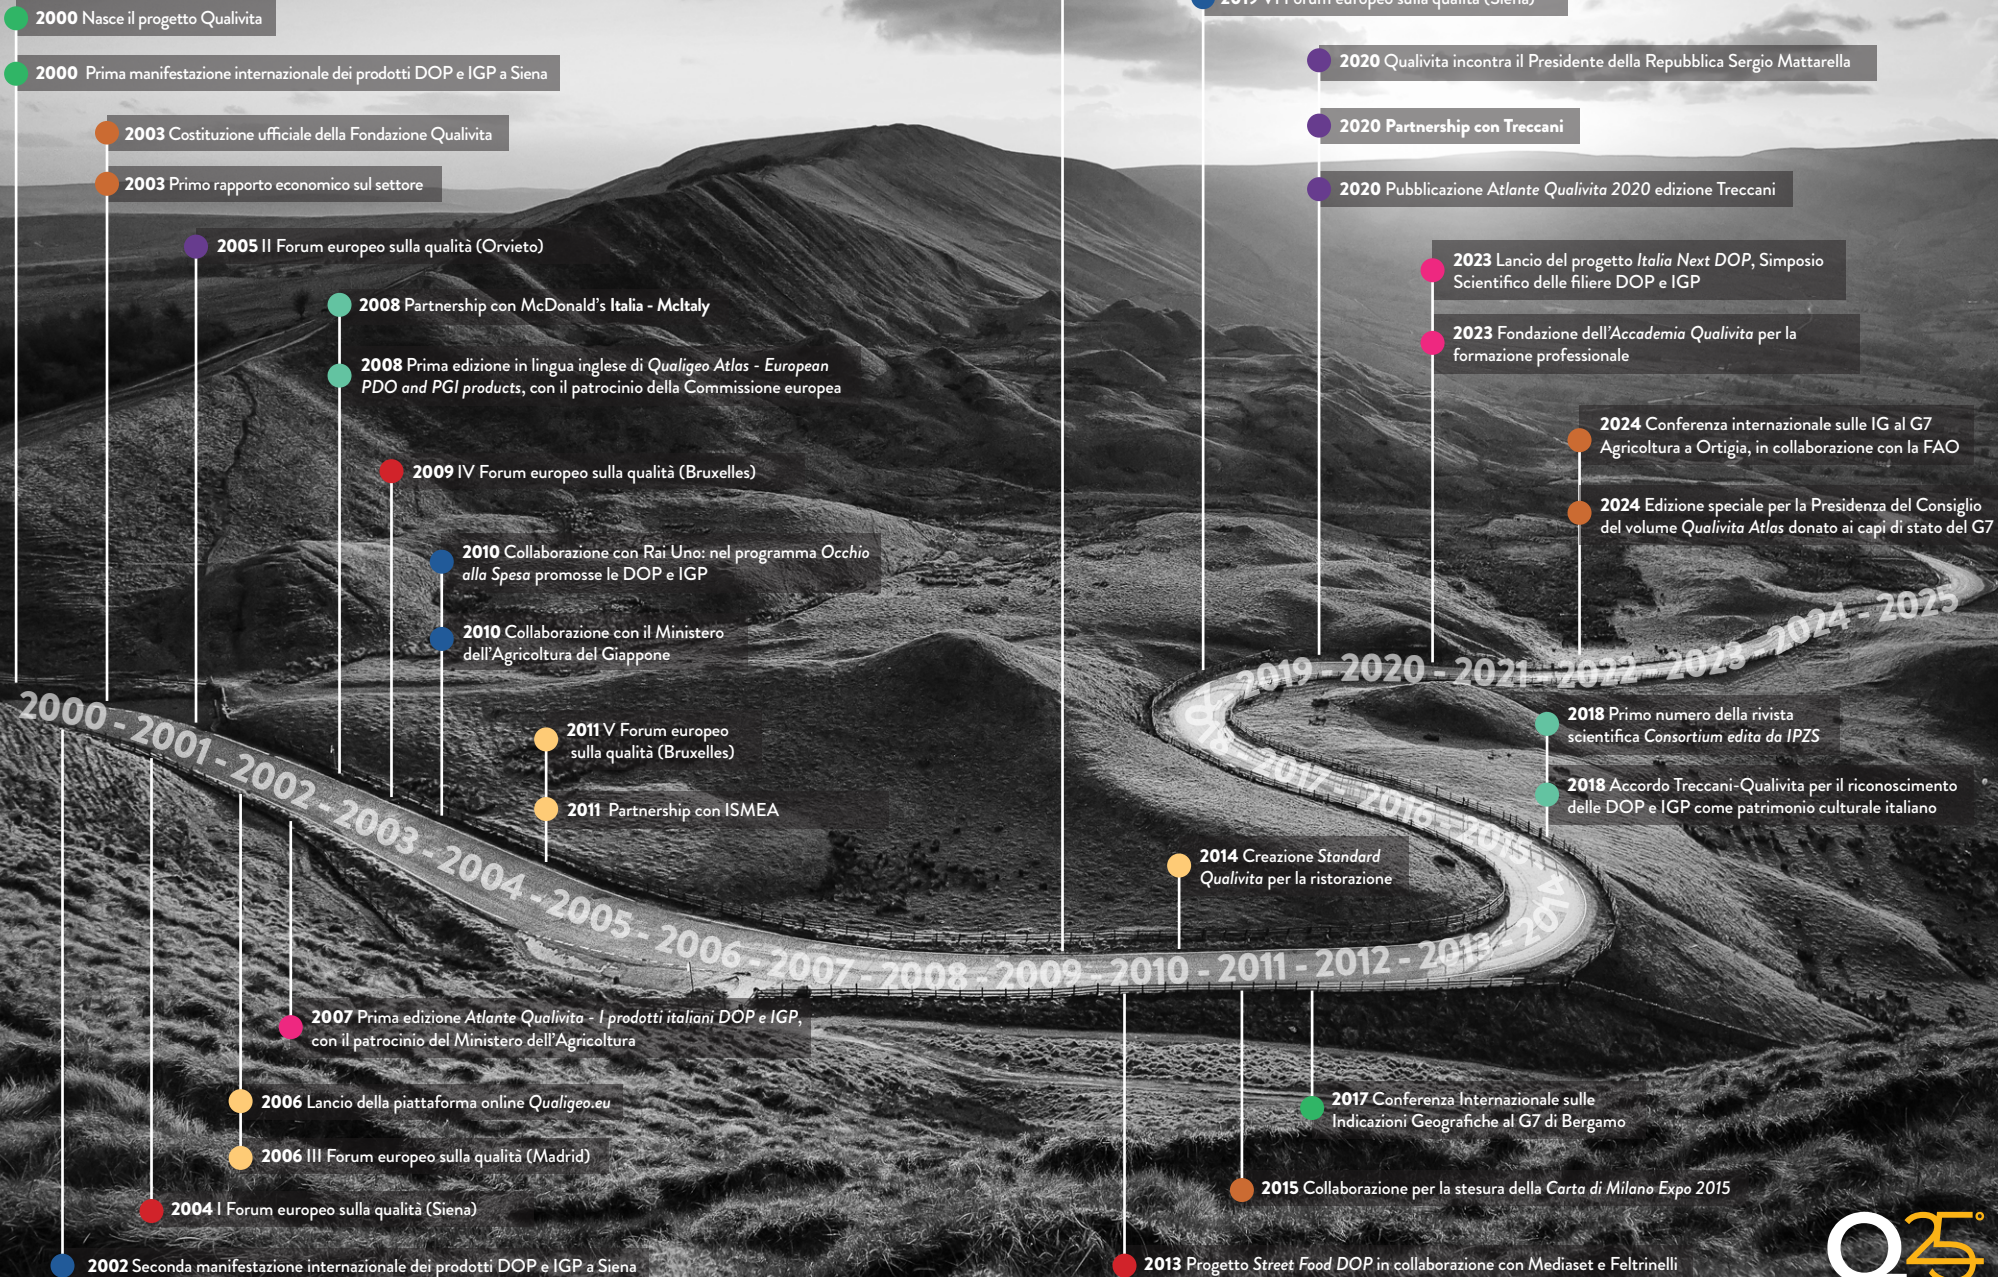 2000 Nasce il progetto Qualivita
2000 Prima manifestazione internazionale dei prodotti DOP e IGP a Siena
2003 Costituzione ufficiale della Fondazione Qualivita
2003 Primo rapporto economico sul settore
2005 II Forum europeo sulla qualità (Orvieto)
2008 Partnership con McDonald's Italia - McItaly
2008 Prima edizione in lingua inglese di Qualigeo Atlas - European
PDO and PGI products, con il patrocinio della Commissione europea
2009 IV Forum europeo sulla qualità (Bruxelles)
2010 Collaborazione con Rai Uno: nel programma Occhio
alla Spesa promosse le DOP e IGP
2010 Collaborazione con il Ministero
dell'Agricoltura del Giappone
2011 V Forum europeo
sulla qualità (Bruxelles)
2011 Partnership con ISMEA
2019 VI Forum europeo sulla qualità (Siena)
2020 Qualivita incontra il Presidente della Repubblica Sergio Mattarella
2020 Partnership con Treccani
2020 Pubblicazione Atlante Qualivita 2020 edizione Treccani
2023 Lancio del progetto Italia Next DOP, Simposio
Scientifico delle filiere DOP e IGP
2023 Fondazione dell'Accademia Qualivita per la
formazione professionale
2024 Conferenza internazionale sulle IG al G7
Agricoltura a Ortigia, in collaborazione con la FAO
2024 Edizione speciale per la Presidenza del Consiglio
del volume Qualivita Atlas donato ai capi di stato del G7
2018 Primo numero della rivista
scientifica Consortium edita da IPZS
2018 Accordo Treccani-Qualivita per il riconoscimento
delle DOP e IGP come patrimonio culturale italiano
2014 Creazione Standard
Qualivita per la ristorazione
2000 - 2001 - 2002 - 2003 - 2004 - 2005 - 2006 - 2007 - 2008 - 2009 - 2010 - 2011 - 2012 - 2013 - 2014 - 2015 - 2016 - 2017 - 2018 - 2019 - 2020 - 2021 - 2022 - 2023 - 2024 - 2025
2007 Prima edizione Atlante Qualivita - I prodotti italiani DOP e IGP,
con il patrocinio del Ministero dell'Agricoltura
2006 Lancio della piattaforma online Qualigeo.eu
2006 III Forum europeo sulla qualità (Madrid)
2004 I Forum europeo sulla qualità (Siena)
2002 Seconda manifestazione internazionale dei prodotti DOP e IGP a Siena
2017 Conferenza Internazionale sulle
Indicazioni Geografiche al G7 di Bergamo
2015 Collaborazione per la stesura della Carta di Milano Expo 2015
2013 Progetto Street Food DOP in collaborazione con Mediaset e Feltrinelli
Q25°